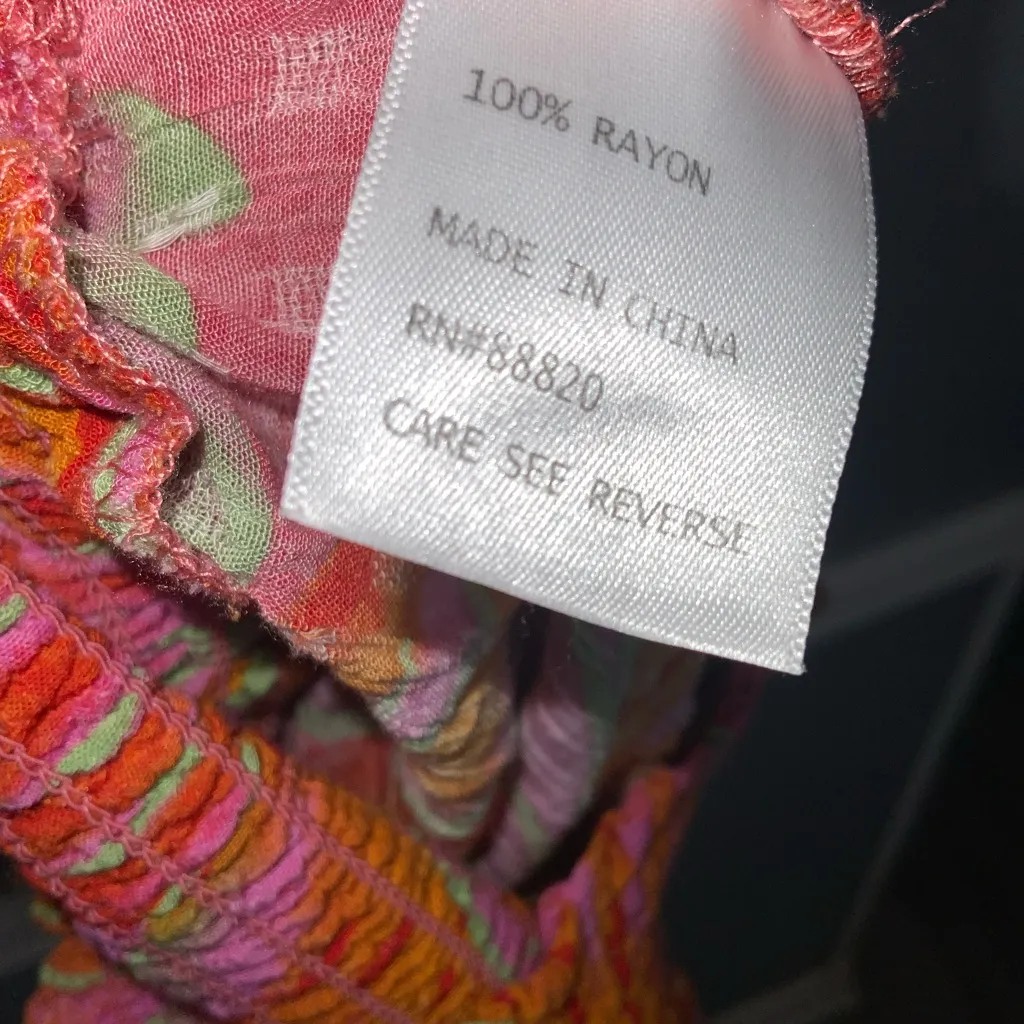 100% RAYON
MADE IN CHINA
RN#88820
CARE SEE REVERSE